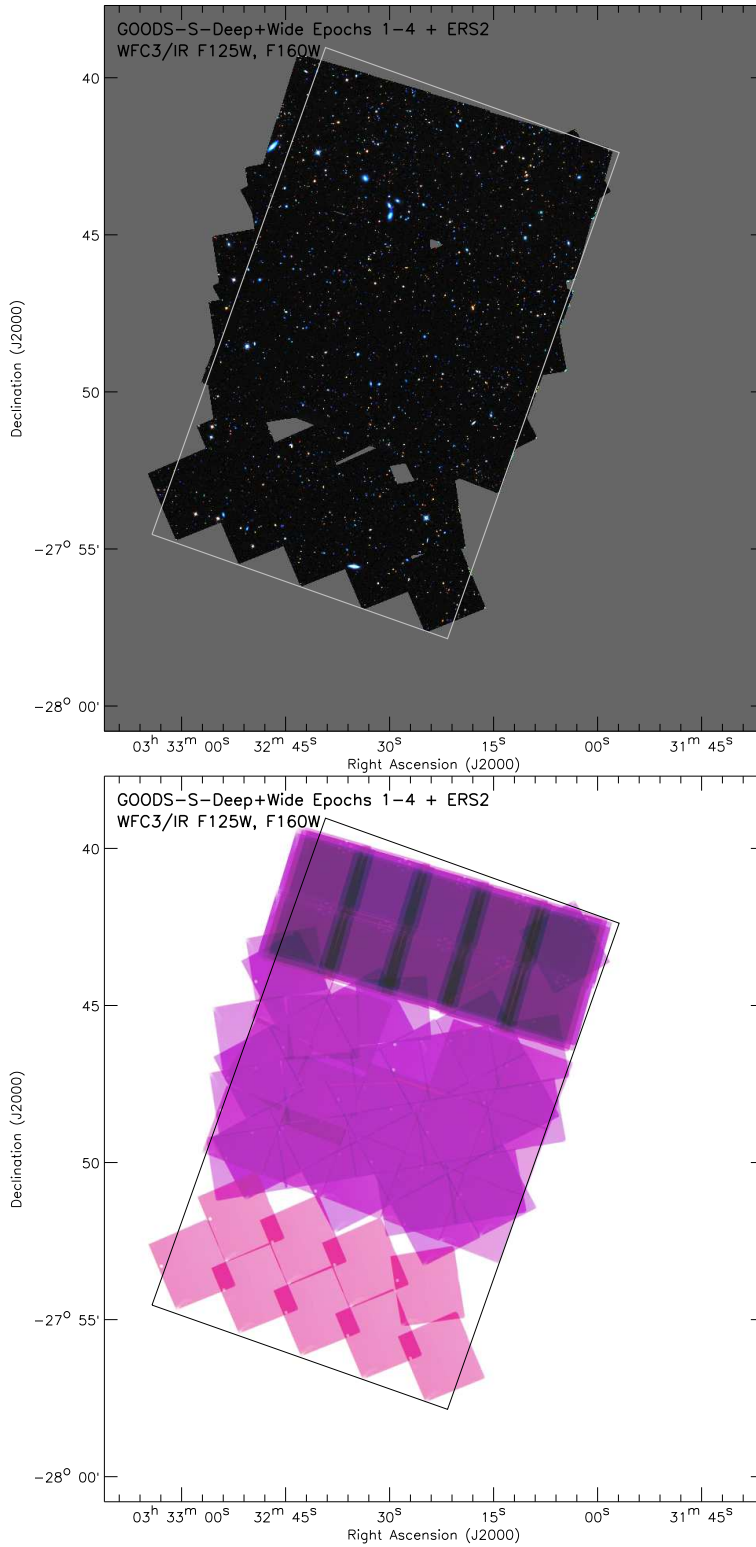 GOODS-S-Deep+Wide Epochs 1-4 + ERS2
WFC3/IR F125W, F160W
40
45
50
-27° 55'
-28° 00'
Declination (J2000)
03ʰ 33ᵐ 00ˢ 32ᵐ 45ˢ 30ˢ 15ˢ 00ˢ 31ᵐ 45ˢ
Right Ascension (J2000)
GOODS-S-Deep+Wide Epochs 1-4 + ERS2
WFC3/IR F125W, F160W
40
45
50
-27° 55'
-28° 00'
Declination (J2000)
03ʰ 33ᵐ 00ˢ 32ᵐ 45ˢ 30ˢ 15ˢ 00ˢ 31ᵐ 45ˢ
Right Ascension (J2000)